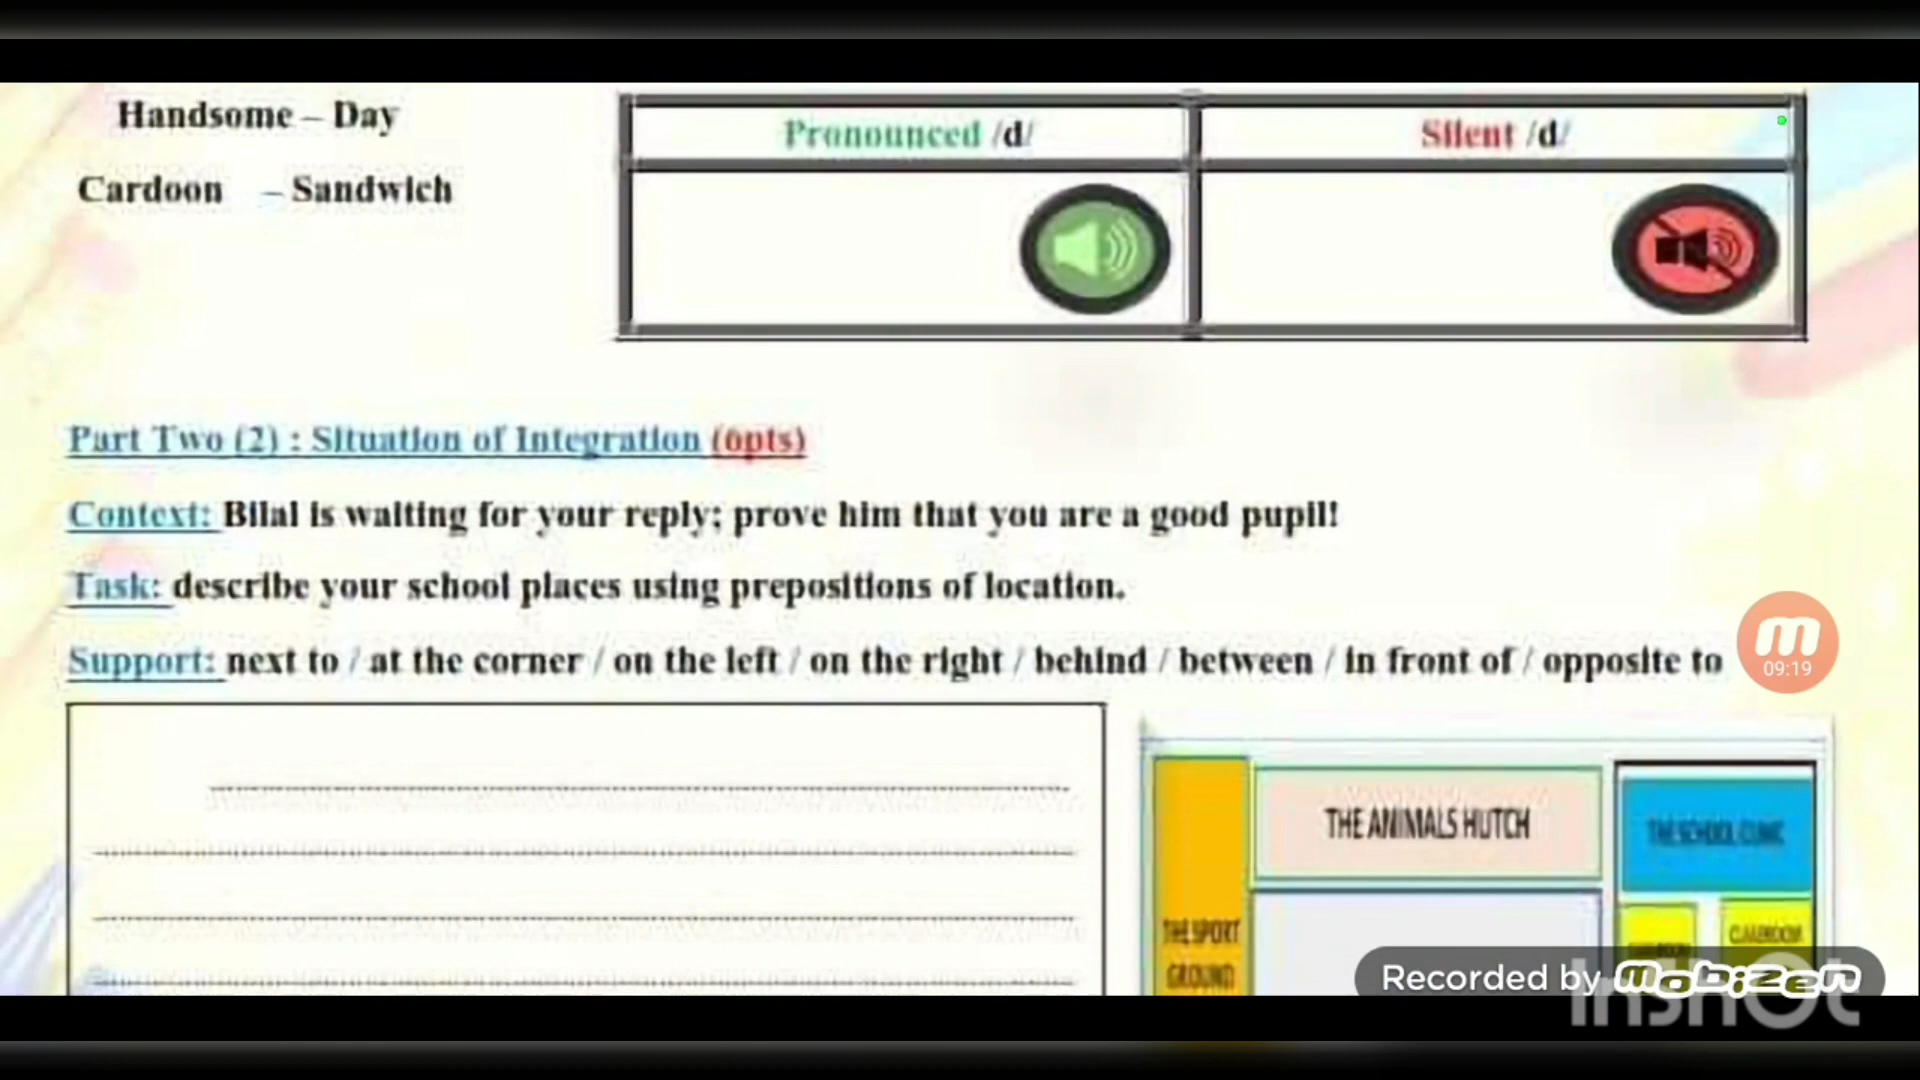 Handsome – Day
Cardoon – Sandwich
Pronounced /d/
Silent /d/
Part Two (2) : Situation of Integration (6pts)
Context: Bilal is waiting for your reply; prove him that you are a good pupil!
Task: describe your school places using prepositions of location.
Support: next to / at the corner / on the left / on the right / behind / between / in front of / opposite to
09:19
THE ANIMALS HUTCH
THE SCHOOL CLINIC
THE SPORT
GROUND
CLASSROOM
Recorded by mobizen
InShot